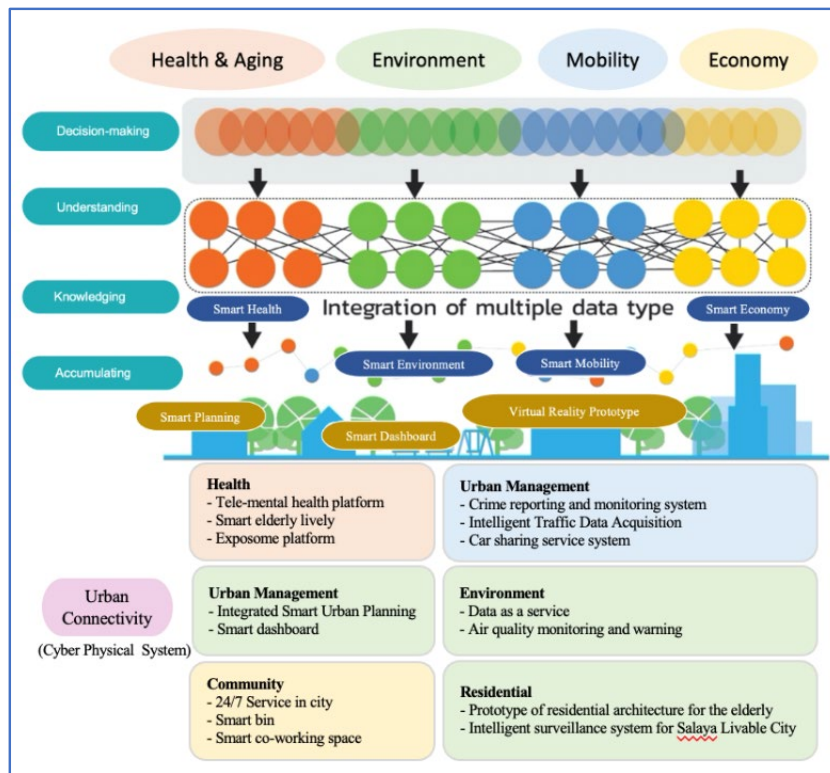 Health & Aging
Environment
Mobility
Economy
Decision-making
Understanding
Knowledging
Smart Health
Integration of multiple data type
Smart Economy
Accumulating
Smart Environment
Smart Mobility
Smart Planning
Smart Dashboard
Virtual Reality Prototype
Health
- Tele-mental health platform
- Smart elderly lively
- Exposome platform
Urban Management
- Crime reporting and monitoring system
- Intelligent Traffic Data Acquisition
- Car sharing service system
Urban
Connectivity
(Cyber Physical System)
Urban Management
- Integrated Smart Urban Planning
- Smart dashboard
Environment
- Data as a service
- Air quality monitoring and warning
Community
- 24/7 Service in city
- Smart bin
- Smart co-working space
Residential
- Prototype of residential architecture for the elderly
- Intelligent surveillance system for Salaya Livable City